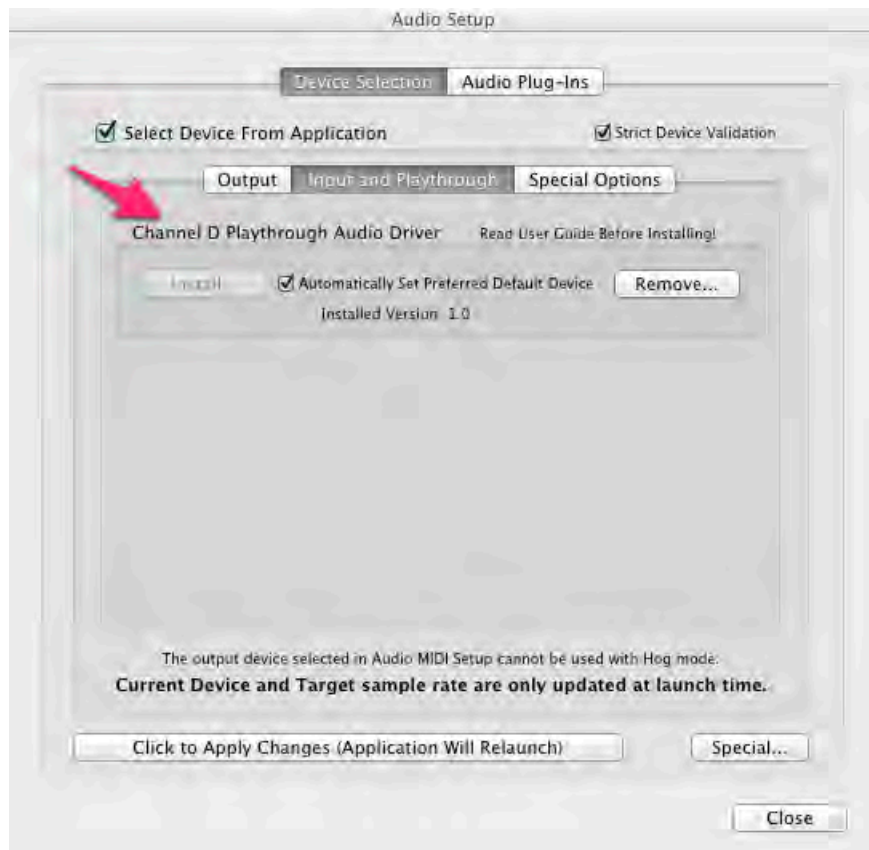 Audio Setup
Device Selection Audio Plug-Ins
Select Device From Application Strict Device Validation
Output Input and Playthrough Special Options
Channel D Playthrough Audio Driver Read User Guide Before Installing!
Install Automatically Set Preferred Default Device Remove...
Installed Version 1.0
The output device selected in Audio MIDI Setup cannot be used with Hog mode.
Current Device and Target sample rate are only updated at launch time.
Click to Apply Changes (Application Will Relaunch) Special...
Close